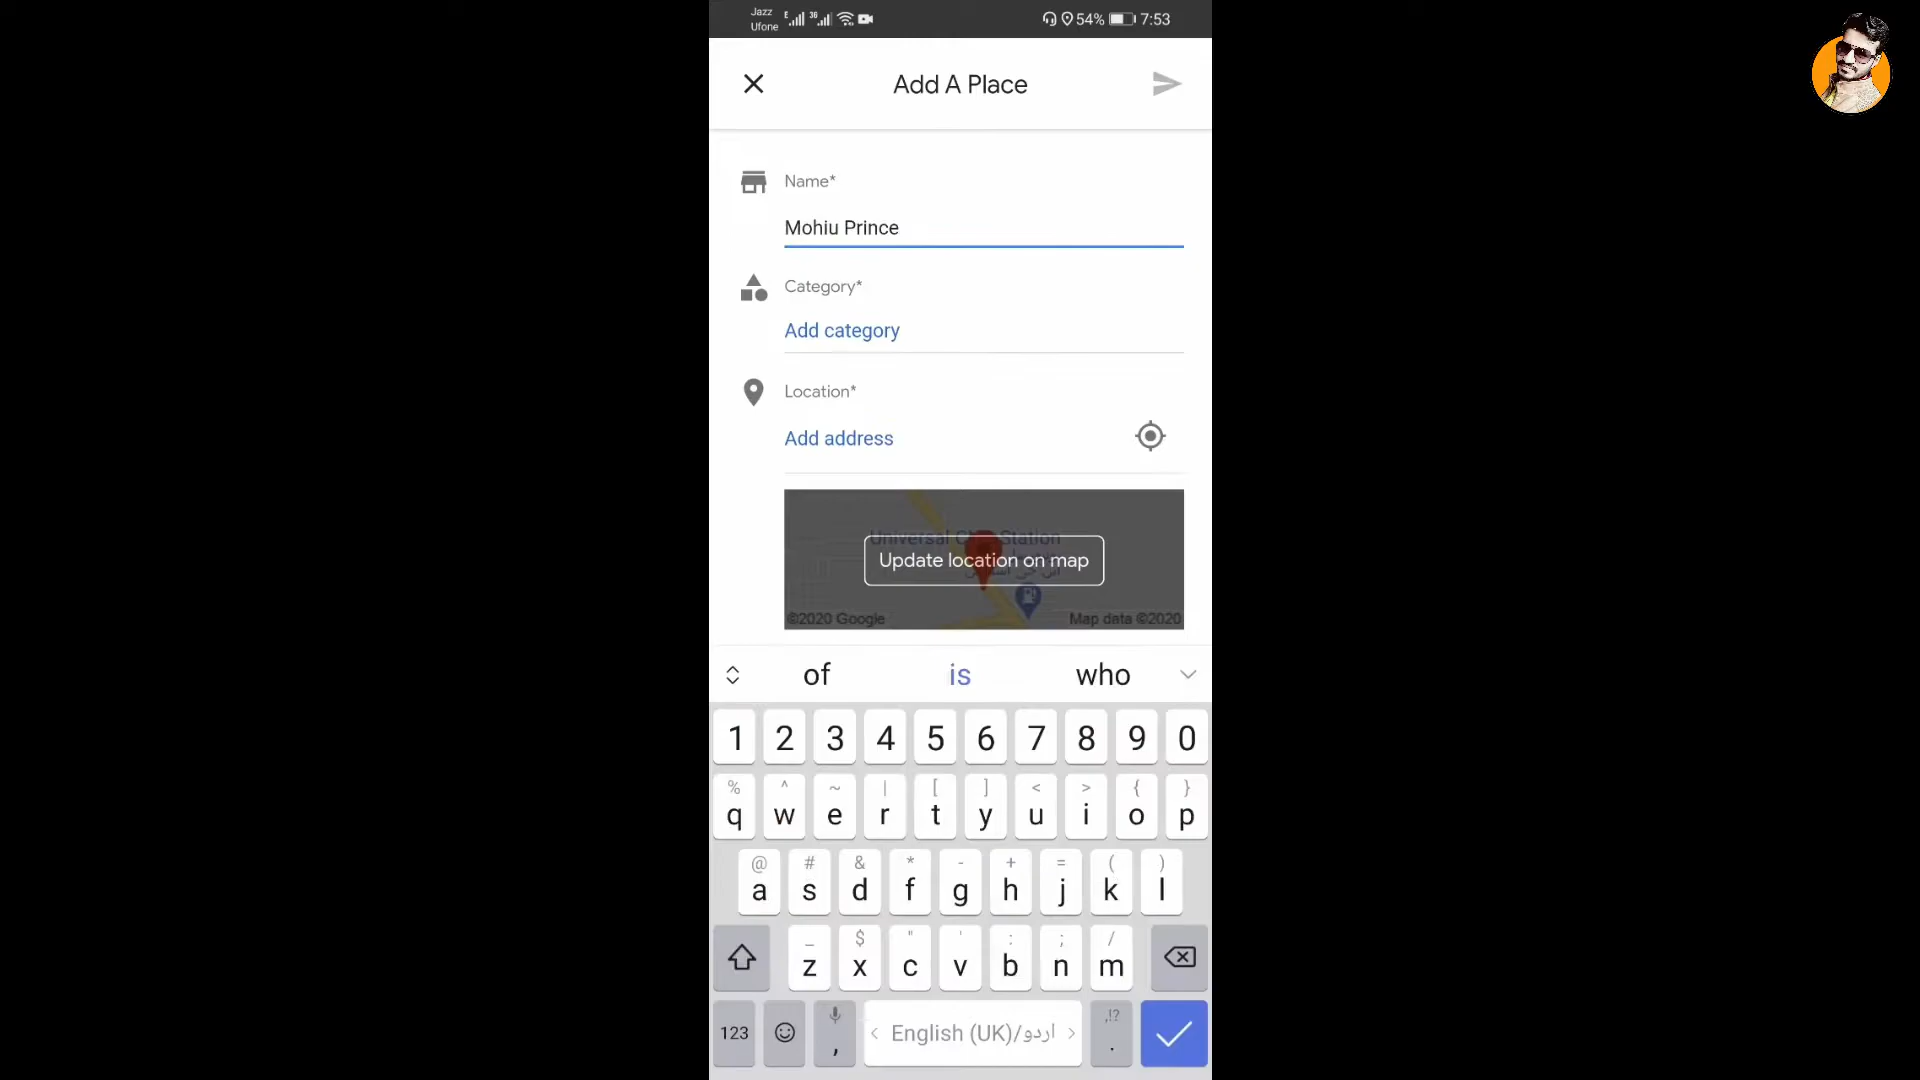 Jazz
Ufone
E
3G
54%
7:53
Add A Place
Name*
Mohiu Prince
Category*
Add category
Location*
Add address
Update location on map
©2020 Google
Map data ©2020
of is who
1 2 3 4 5 6 7 8 9 0
% ^ ~ | [ ] < > { }
q w e r t y u i o p
@ # & * - + = ( )
a s d f g h j k l
_ $ " ' : ; /
z x c v b n m
,!?
123 , < English (UK)/اردو > .